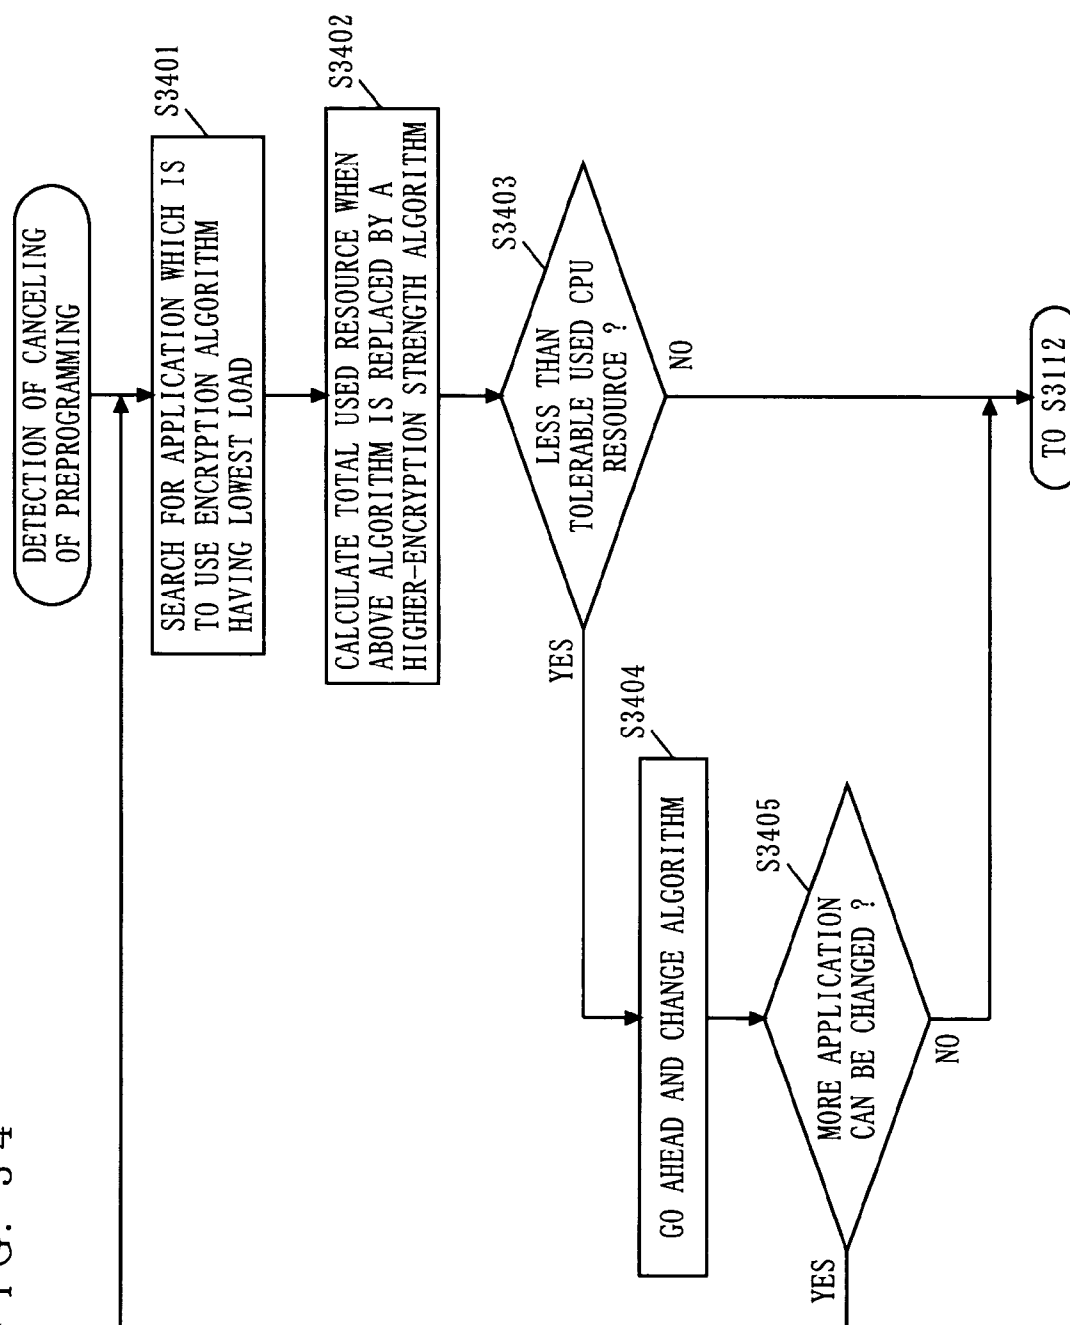 FIG. 34
DETECTION OF CANCELING
OF PREPROGRAMMING
S3401
SEARCH FOR APPLICATION WHICH IS
TO USE ENCRYPTION ALGORITHM
HAVING LOWEST LOAD
S3402
CALCULATE TOTAL USED RESOURCE WHEN
ABOVE ALGORITHM IS REPLACED BY A
HIGHER-ENCRYPTION STRENGTH ALGORITHM
S3403
LESS THAN
TOLERABLE USED CPU
RESOURCE ?
YES
NO
S3404
GO AHEAD AND CHANGE ALGORITHM
S3405
MORE APPLICATION
CAN BE CHANGED ?
YES
NO
TO S3112